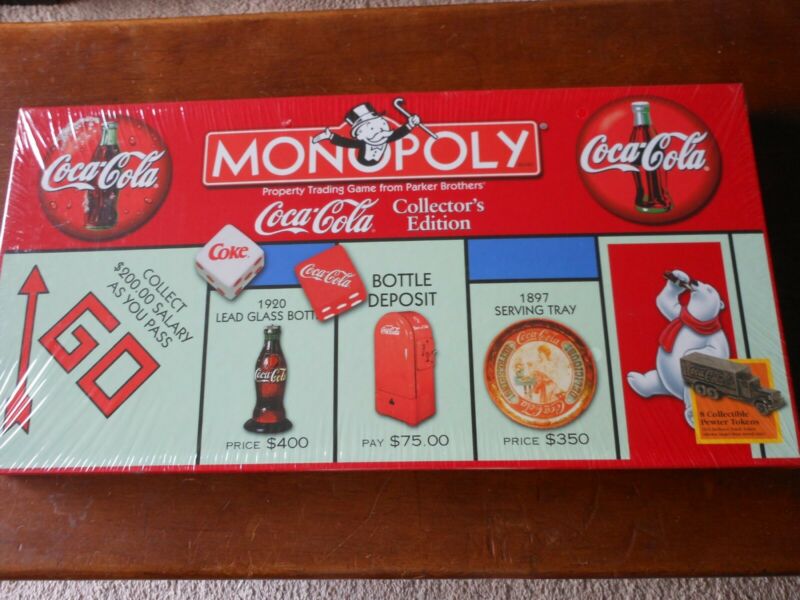 Coca-Cola
MONOPOLY
Property Trading Game from Parker Brothers
Coca-Cola
Collector's
Edition
Coca-Cola
COLLECT
$200.00 SALARY
AS YOU PASS
GO
Coke
Coca-Cola
1920
LEAD GLASS BOTT
Coca-Cola
PRICE $400
BOTTLE
DEPOSIT
PAY $75.00
1897
SERVING TRAY
Coca-Cola
PRICE $350
8 Collectible
Pewter Tokens